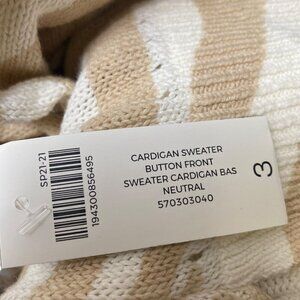 SP21-21
194300856495
CARDIGAN SWEATER
BUTTON FRONT
SWEATER CARDIGAN BAS
NEUTRAL
570303040
3